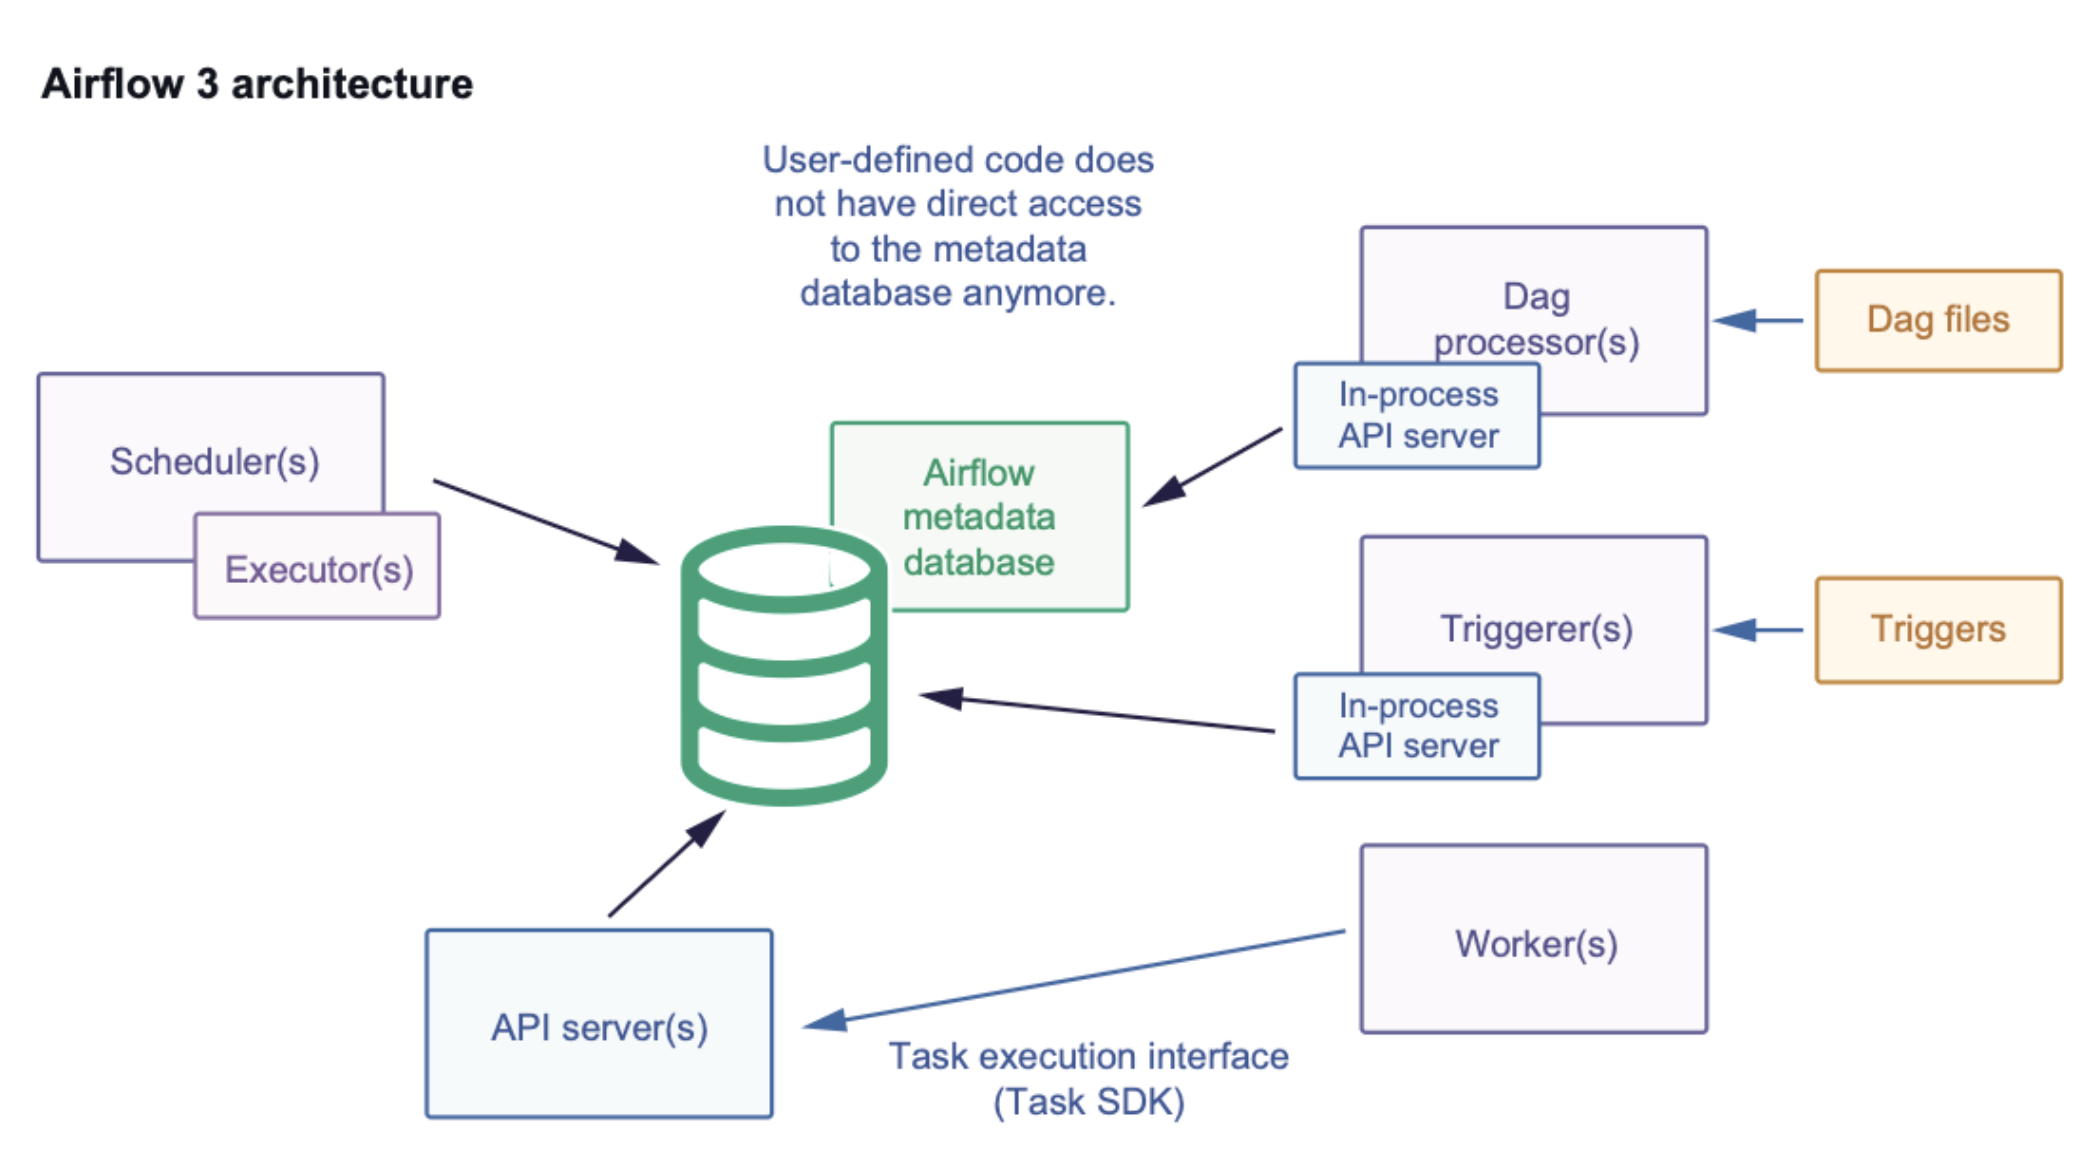 Airflow 3 architecture
User-defined code does
not have direct access
to the metadata
database anymore.
Dag
processor(s)
Dag files
In-process
API server
Scheduler(s)
Executor(s)
Airflow
metadata
database
Triggerer(s)
Triggers
In-process
API server
Worker(s)
API server(s)
Task execution interface
(Task SDK)